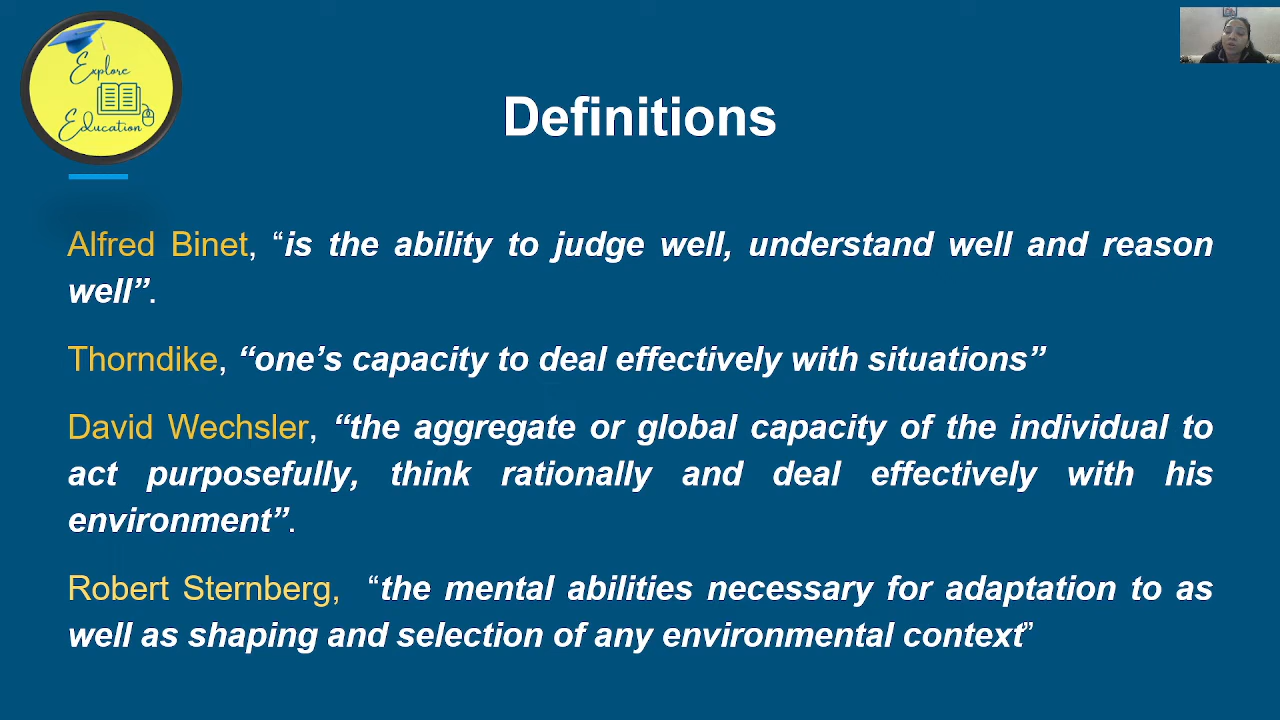 Explore
Education
Definitions
Alfred Binet, “is the ability to judge well, understand well and reason
well”.
Thorndike, “one’s capacity to deal effectively with situations”
David Wechsler, “the aggregate or global capacity of the individual to
act purposefully, think rationally and deal effectively with his
environment”.
Robert Sternberg, “the mental abilities necessary for adaptation to as
well as shaping and selection of any environmental context”